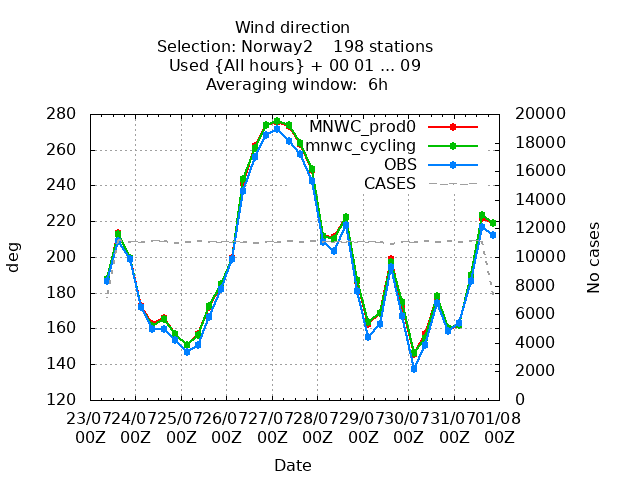 Wind direction
Selection: Norway2    198 stations
Used {All hours} + 00 01 ... 09
Averaging window:  6h
280 20000
260 18000
240 16000
220 14000
200 12000
180 10000
160 8000
140 6000
120 4000
2000
0
MNWC_prod0
mnwc_cycling
OBS
CASES
deg
No cases
23/07 24/07 25/07 26/07 27/07 28/07 29/07 30/07 31/07 01/08
00Z 00Z 00Z 00Z 00Z 00Z 00Z 00Z 00Z 00Z
Date